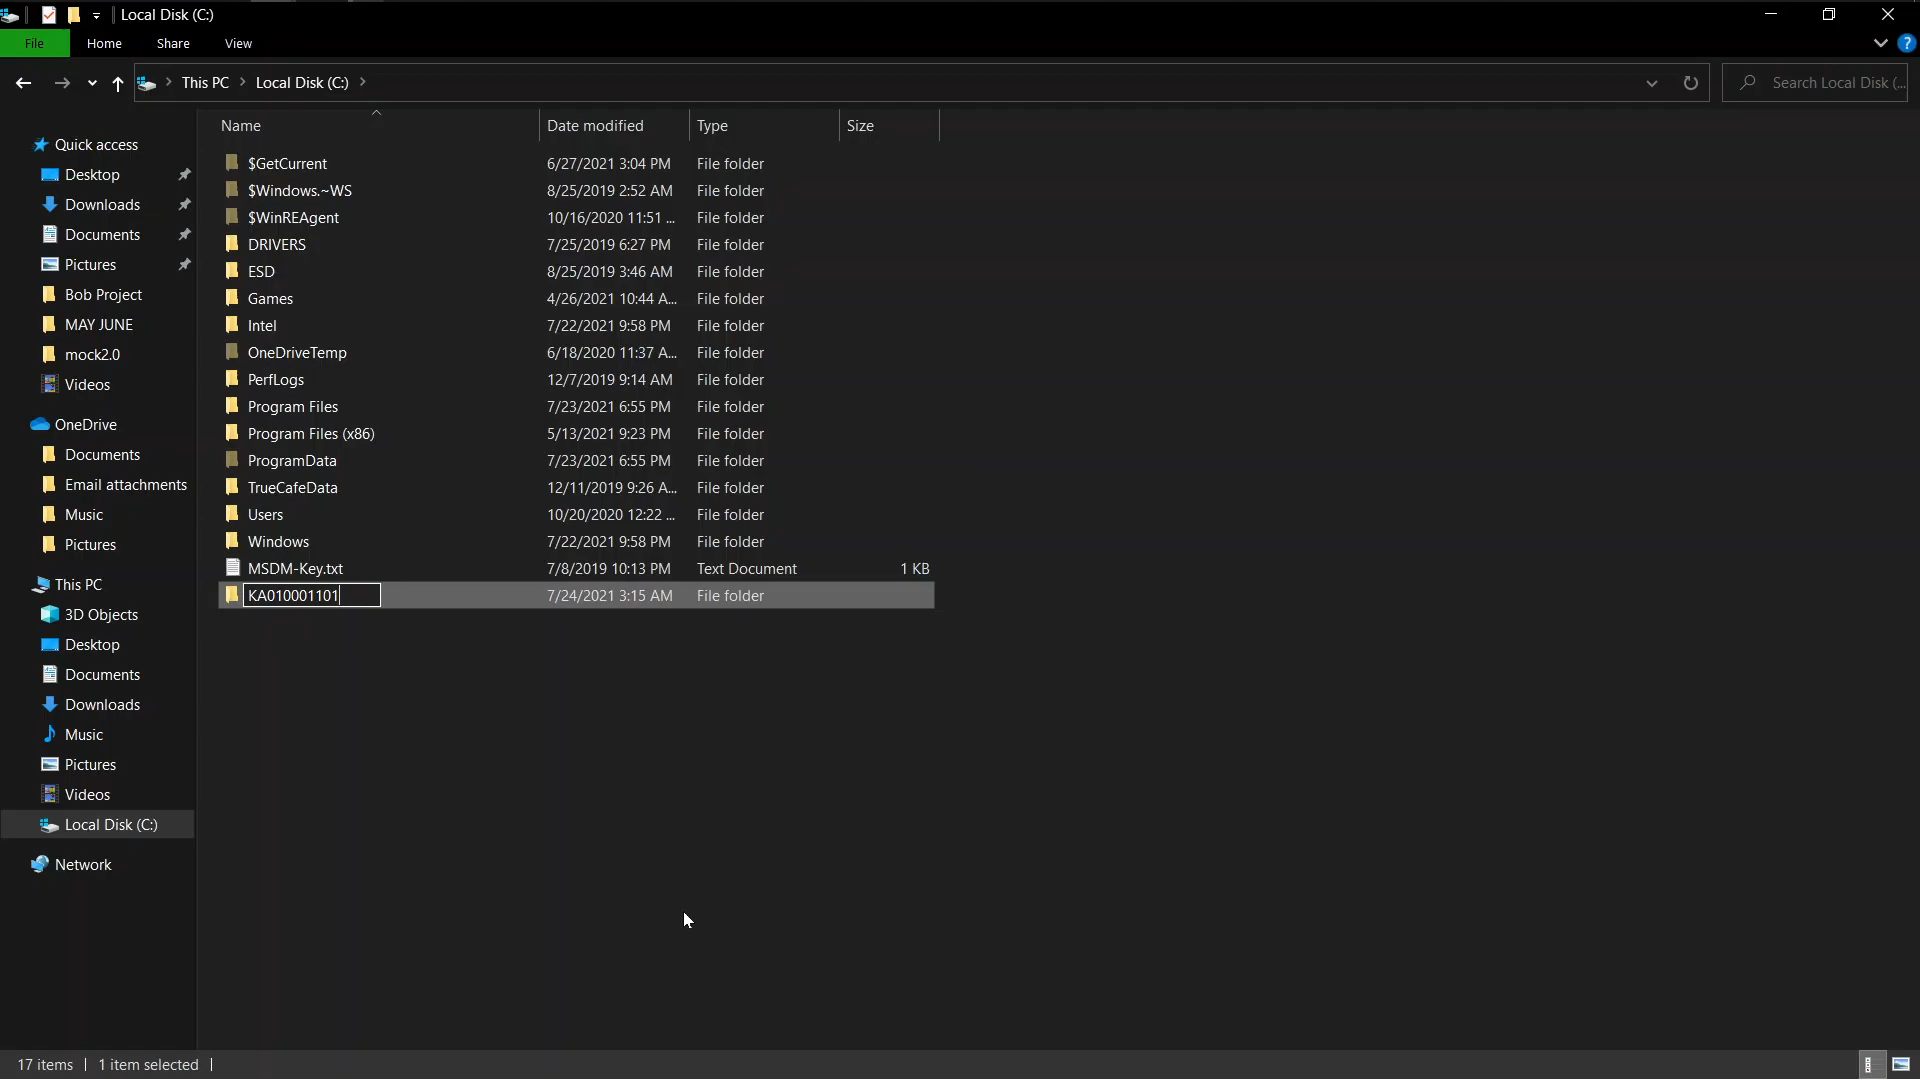 Local Disk (C:)
File Home Share View
?
This PC Local Disk (C:) Search Local Disk (...
Name Date modified Type Size
Quick access
Desktop
Downloads
Documents
Pictures
Bob Project
MAY JUNE
mock2.0
Videos
OneDrive
Documents
Email attachments
Music
Pictures
This PC
3D Objects
Desktop
Documents
Downloads
Music
Pictures
Videos
Local Disk (C:)
Network
$GetCurrent 6/27/2021 3:04 PM File folder
$Windows.~WS 8/25/2019 2:52 AM File folder
$WinREAgent 10/16/2020 11:51 ... File folder
DRIVERS 7/25/2019 6:27 PM File folder
ESD 8/25/2019 3:46 AM File folder
Games 4/26/2021 10:44 A... File folder
Intel 7/22/2021 9:58 PM File folder
OneDriveTemp 6/18/2020 11:37 A... File folder
PerfLogs 12/7/2019 9:14 AM File folder
Program Files 7/23/2021 6:55 PM File folder
Program Files (x86) 5/13/2021 9:23 PM File folder
ProgramData 7/23/2021 6:55 PM File folder
TrueCafeData 12/11/2019 9:26 A... File folder
Users 10/20/2020 12:22 ... File folder
Windows 7/22/2021 9:58 PM File folder
MSDM-Key.txt 7/8/2019 10:13 PM Text Document 1 KB
KA010001101 7/24/2021 3:15 AM File folder
17 items 1 item selected